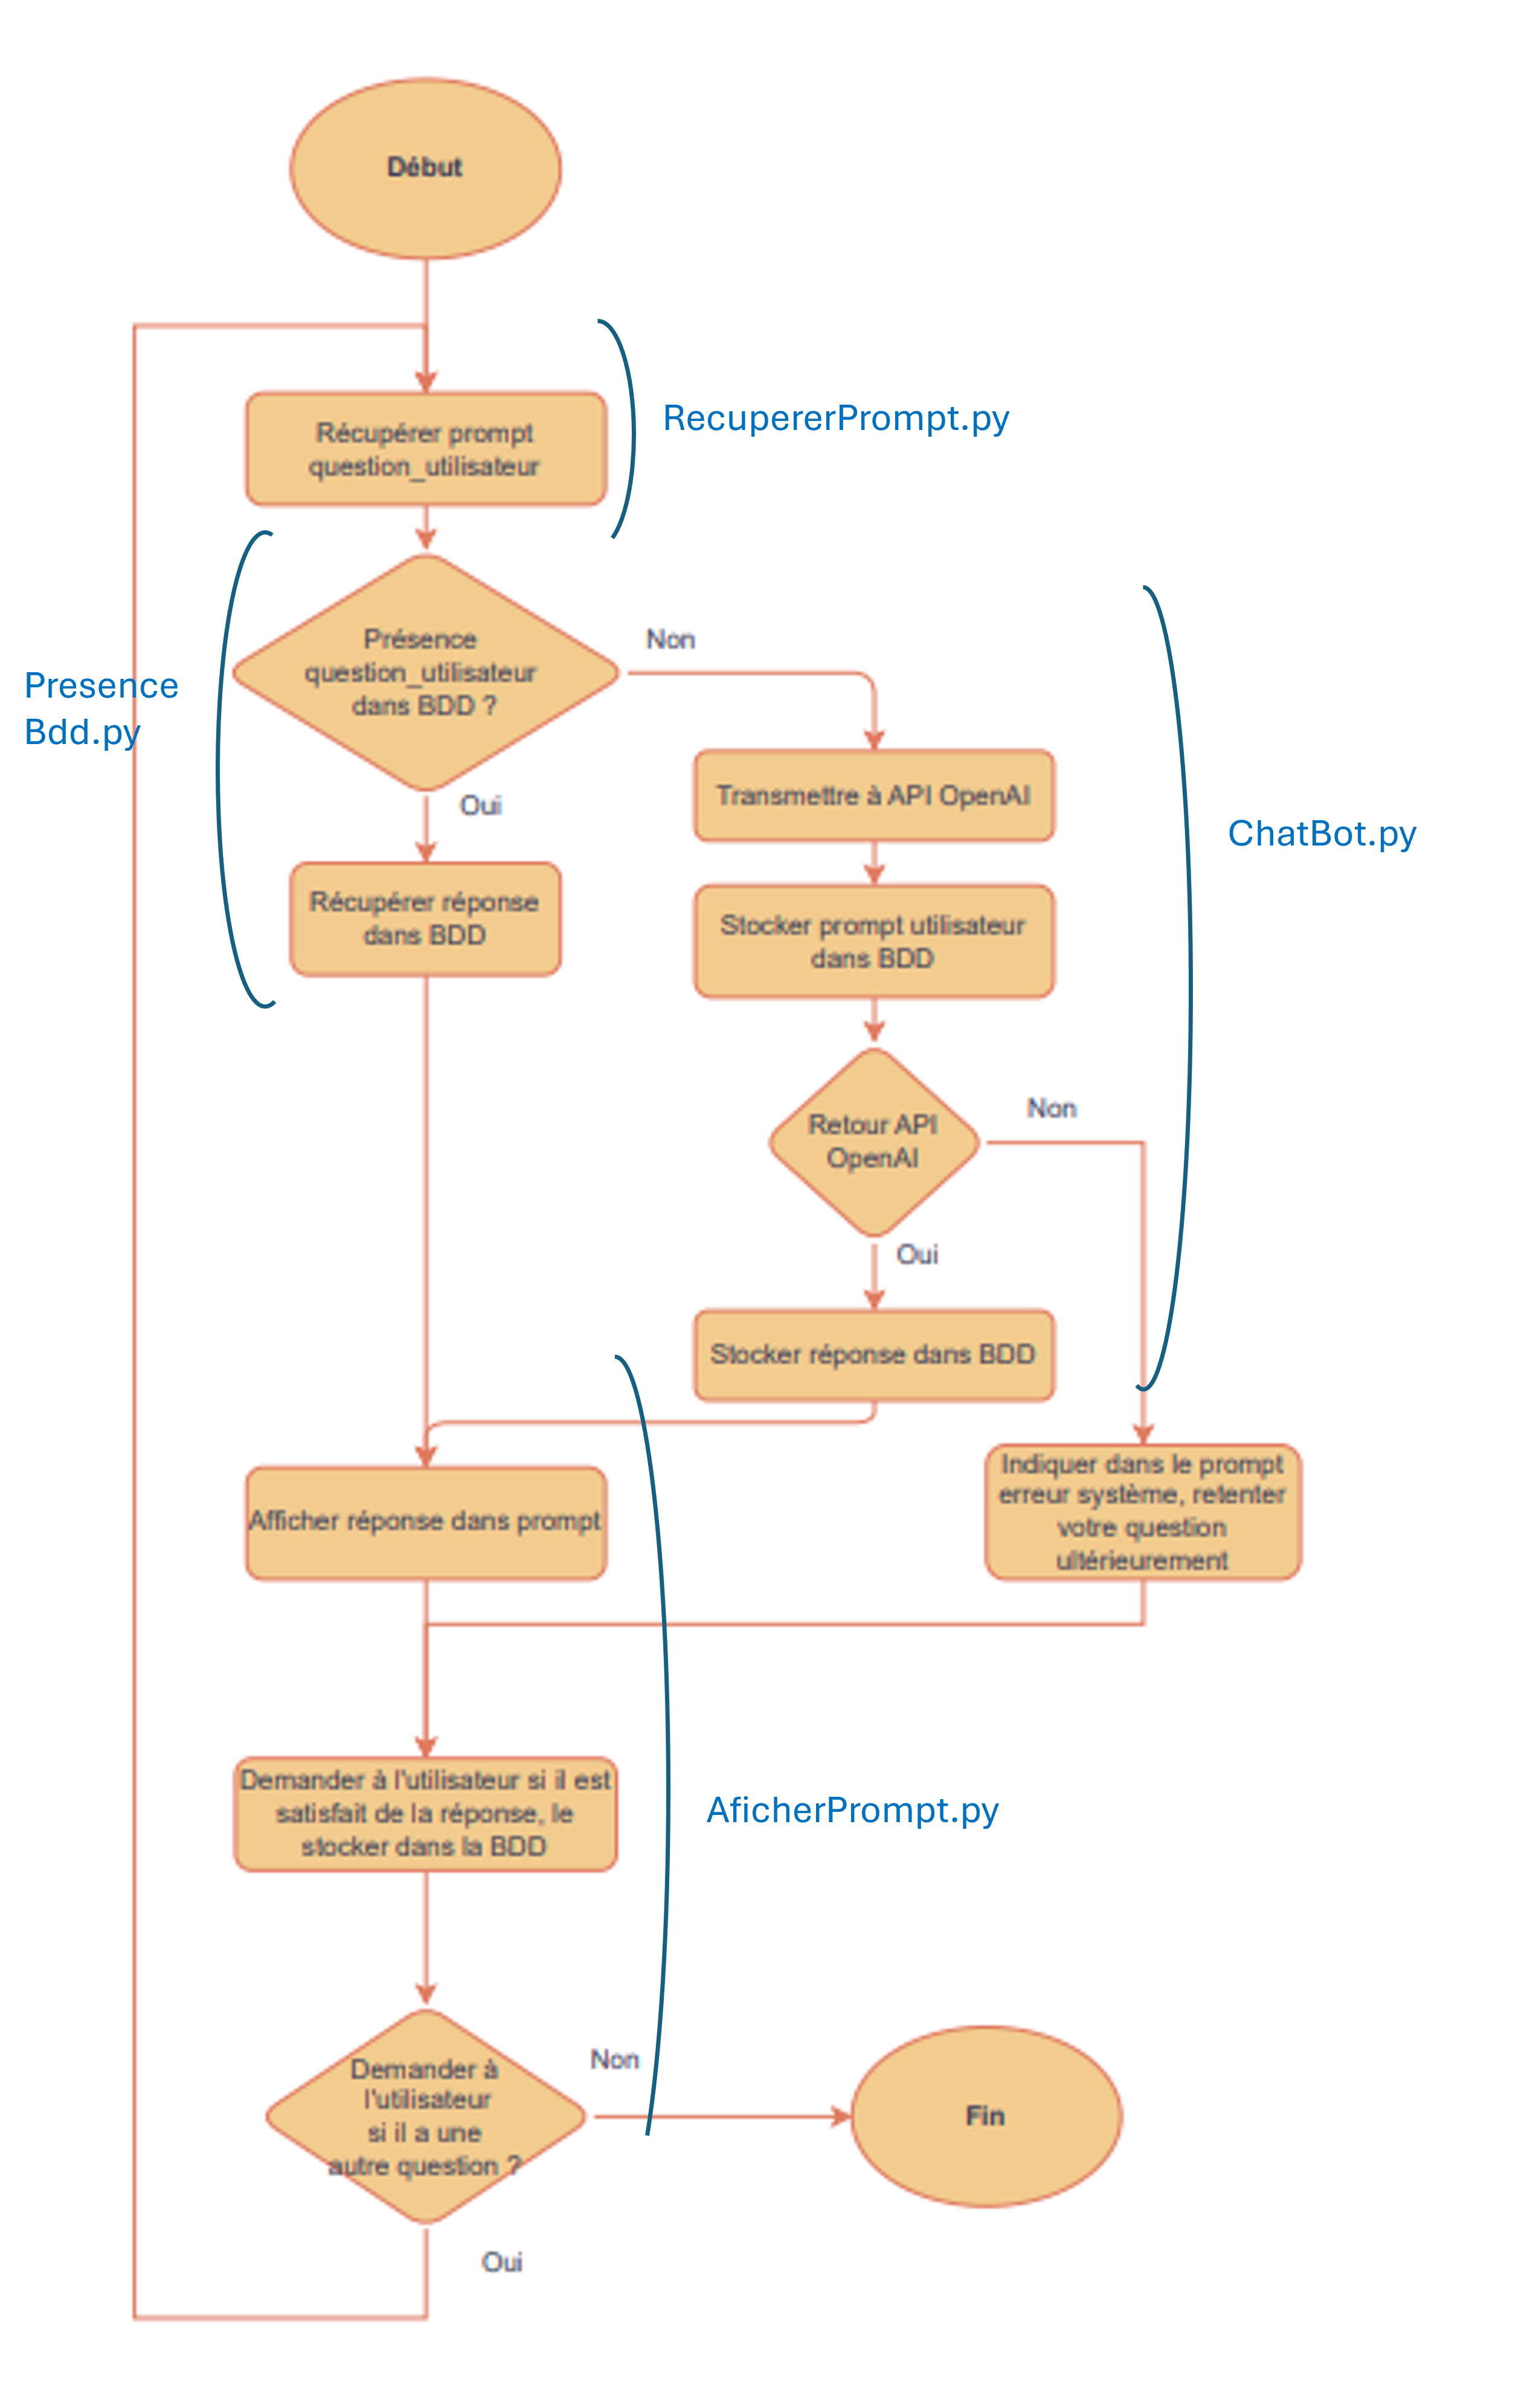 Début
Récupérer prompt
question_utilisateur
RecupererPrompt.py
Présence
question_utilisateur
dans BDD ?
Non
Presence
Bdd.py
Oui
Transmettre à API OpenAI
ChatBot.py
Récupérer réponse
dans BDD
Stocker prompt utilisateur
dans BDD
Retour API
OpenAI
Non
Oui
Stocker réponse dans BDD
Afficher réponse dans prompt
Indiquer dans le prompt
erreur système, retenter
votre question
ultérieurement
Demander à l'utilisateur si il est
satisfait de la réponse, le
stocker dans la BDD
AficherPrompt.py
Demander à
l'utilisateur
si il a une
autre question ?
Non
Fin
Oui